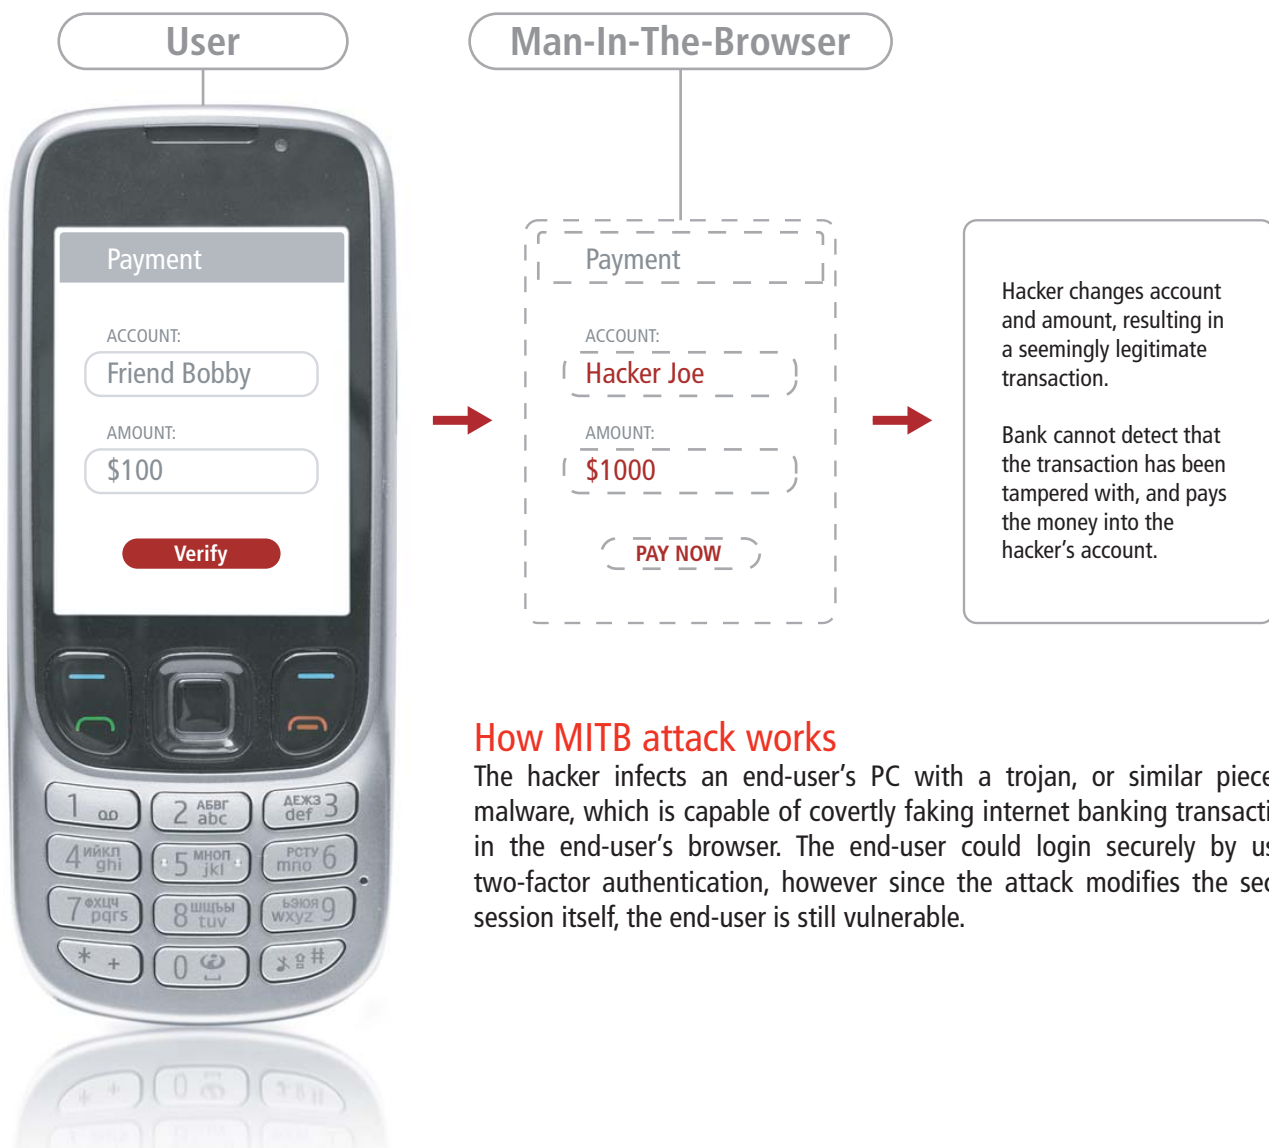 User
Man-In-The-Browser
Payment
ACCOUNT:
Friend Bobby
AMOUNT:
$100
Verify
Payment
ACCOUNT:
Hacker Joe
AMOUNT:
$1000
PAY NOW
Hacker changes account
and amount, resulting in
a seemingly legitimate
transaction.
Bank cannot detect that
the transaction has been
tampered with, and pays
the money into the
hacker's account.
1
2 АБВГ abc
ДЕЖЗ def 3
4 ИЙКЛ ghi
5 МНОП jkl
РСТУ mno 6
7 ФХЦЧ pqrs
8 ШЩЪЫ tuv
ЬЭЮЯ wxyz 9
* +
0
#
How MITB attack works
The hacker infects an end-user's PC with a trojan, or similar piece
malware, which is capable of covertly faking internet banking transacti
in the end-user's browser. The end-user could login securely by us
two-factor authentication, however since the attack modifies the sec
session itself, the end-user is still vulnerable.